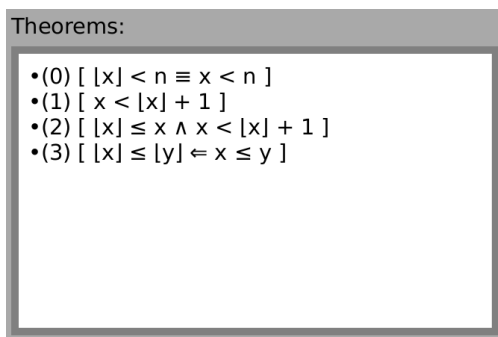 Theorems:
•(0) [ ⌊x⌋ < n ≡ x < n ]
•(1) [ x < ⌊x⌋ + 1 ]
•(2) [ ⌊x⌋ ≤ x ∧ x < ⌊x⌋ + 1 ]
•(3) [ ⌊x⌋ ≤ ⌊y⌋ ⇐ x ≤ y ]